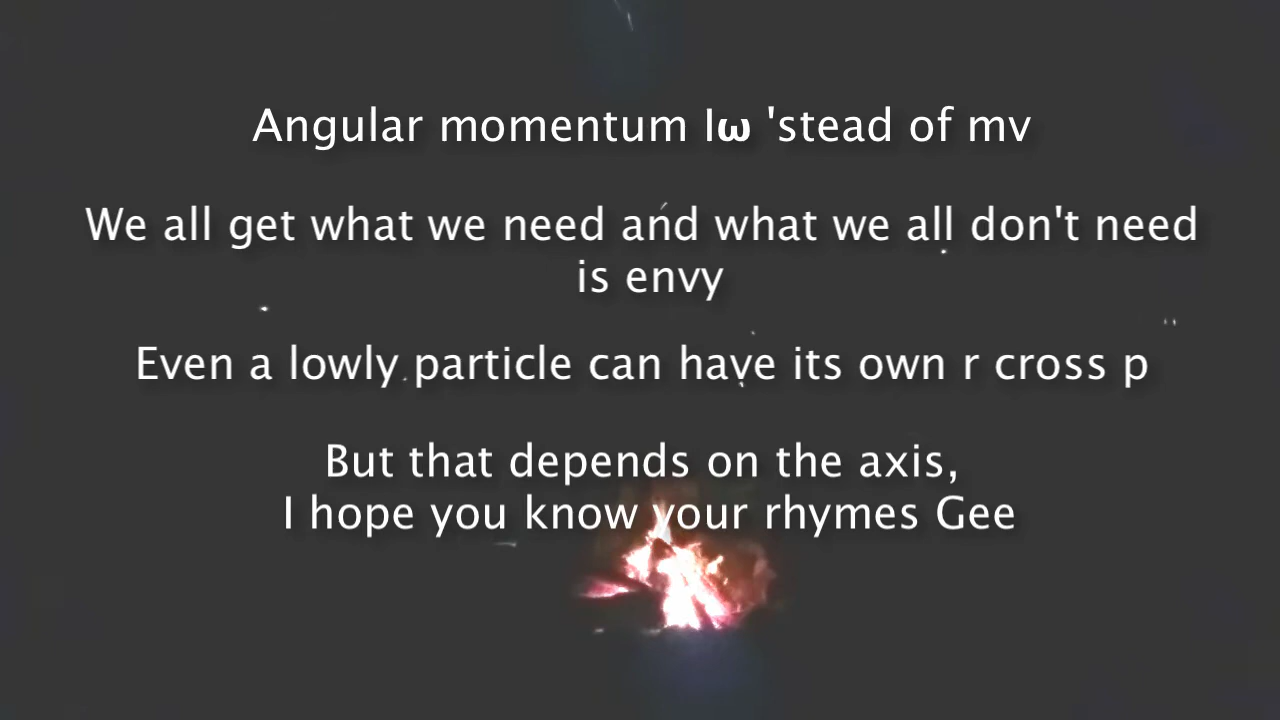 Angular momentum Iω 'stead of mv
We all get what we need and what we all don't need
is envy
Even a lowly particle can have its own r cross p
But that depends on the axis,
I hope you know your rhymes Gee